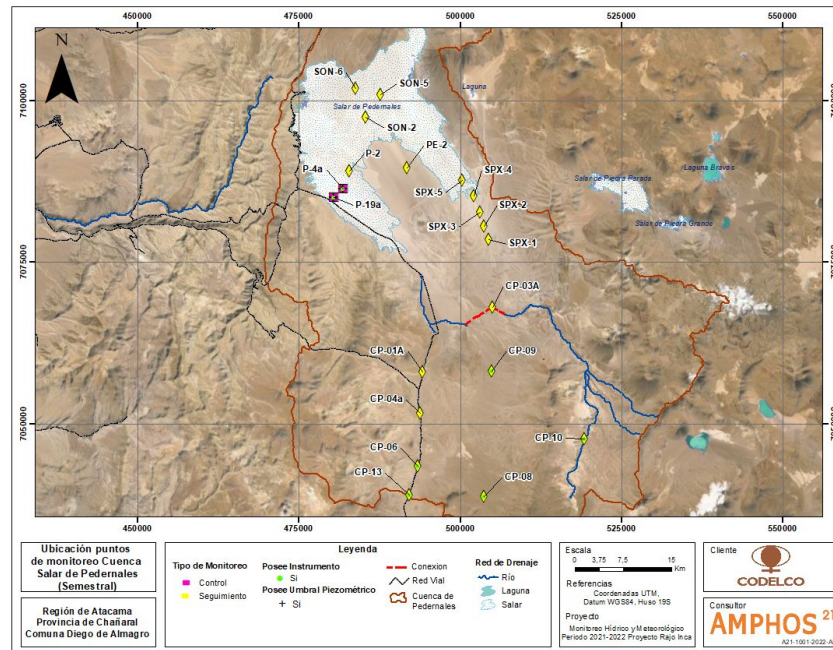 450000
475000
500000
525000
550000
N
SON-6
SON-5
Laguna
Salar de Pedernales
SON-2
P-2
PE-2
Laguna Bravas
P-4a
SPX-4
Salar de Piedra Parada
SPX-5
P-19a
SPX-2
SPX-3
Salar de Piedra Grande
SPX-1
7075000
7075000
CP-03A
CP-01A
CP-09
CP-04a
7050000
CP-10
CP-06
CP-13
CP-08
450000
475000
500000
525000
550000
Ubicación puntos
de monitoreo Cuenca
Salar de Pedernales
(Semestral)
Región de Atacama
Provincia de Chañaral
Comuna Diego de Almagro
Leyenda
Tipo de Monitoreo
Control
Seguimiento
Posee Instrumento
Si
Posee Umbral Piezométrico
Si
Conexion
Red Vial
Cuenca de
Pedernales
Red de Drenaje
Río
Laguna
Salar
Escala
0 3,75 7,5 15
Km
Referencias
Coordenadas UTM,
Datum WGS84, Huso 19S
Proyecto
Monitoreo Hídrico y Meteorológico
Periodo 2021-2022 Proyecto Rajo Inca
Cliente
CODELCO
Consultor
AMPHOS 21